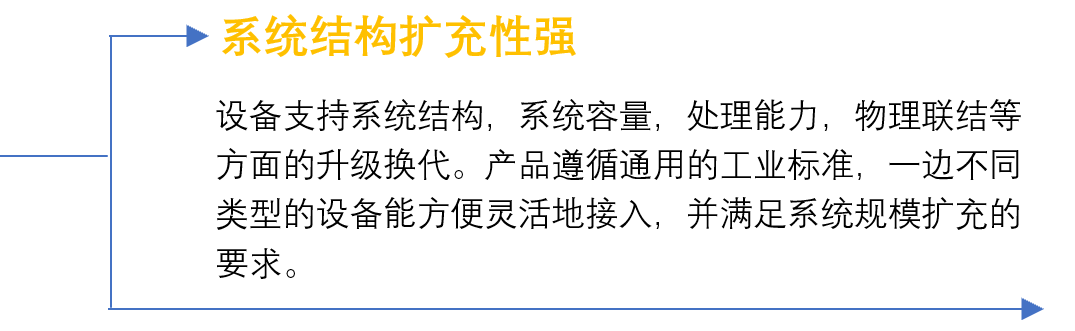 系统结构扩充性强
设备支持系统结构，系统容量，处理能力，物理联结等
方面的升级换代。产品遵循通用的工业标准，一边不同
类型的设备能方便灵活地接入，并满足系统规模扩充的
要求。